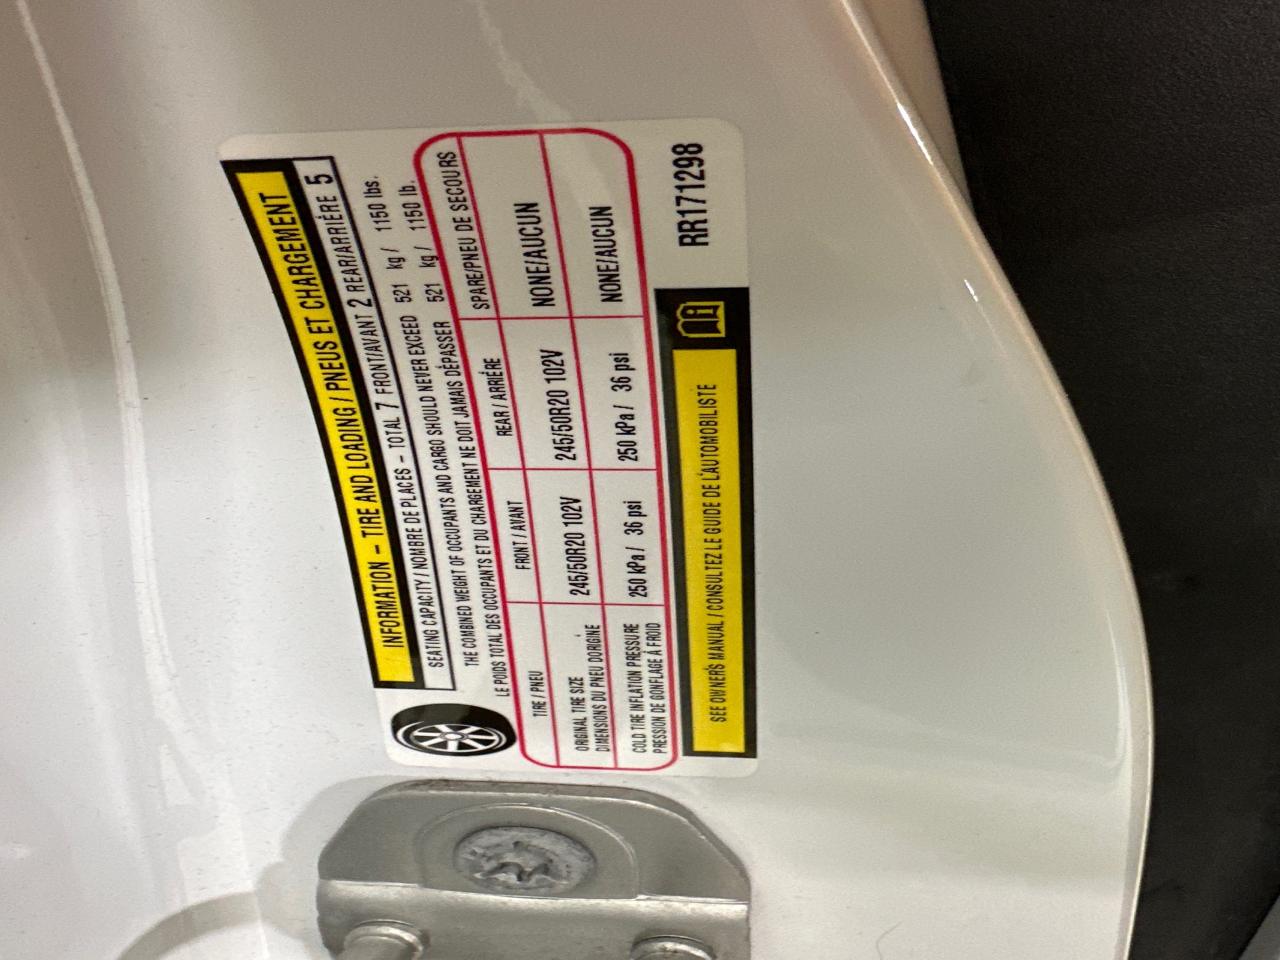 INFORMATION – TIRE AND LOADING / PNEUS ET CHARGEMENT
SEATING CAPACITY / NOMBRE DE PLACES – TOTAL 7 FRONT/AVANT 2 REAR/ARRIÉRE 5
THE COMBINED WEIGHT OF OCCUPANTS AND CARGO SHOULD NEVER EXCEED 521 kg / 1150 lbs.
LE POIDS TOTAL DES OCCUPANTS ET DU CHARGEMENT NE DOIT JAMAIS DÉPASSER 521 kg / 1150 lb.
TIRE / PNEU FRONT / AVANT REAR / ARRIÉRE SPARE/PNEU DE SECOURS
ORIGINAL TIRE SIZE
DIMENSIONS DU PNEU D'ORIGINE
245/50R20 102V 245/50R20 102V NONE/AUCUN
COLD TIRE INFLATION PRESSURE
PRESSION DE GONFLAGE À FROID
250 kPa / 36 psi 250 kPa / 36 psi NONE/AUCUN
SEE OWNER'S MANUAL / CONSULTEZ LE GUIDE DE L'AUTOMOBILISTE
RR171298